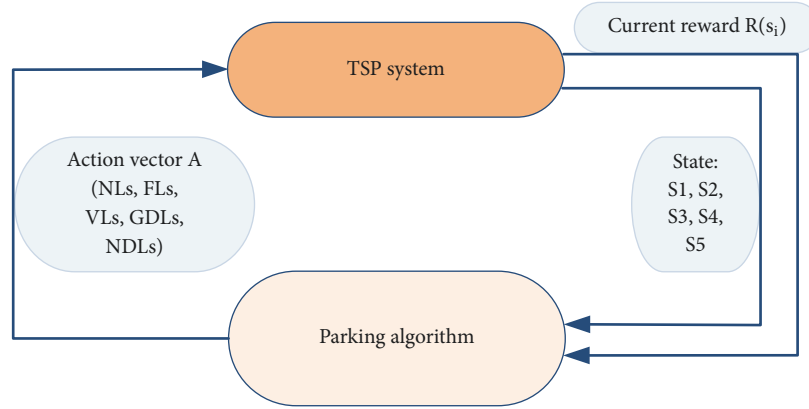 Current reward R(sᵢ)
TSP system
Action vector A
(NLs, FLs,
VLs, GDLs,
NDLs)
State:
S1, S2,
S3, S4,
S5
Parking algorithm